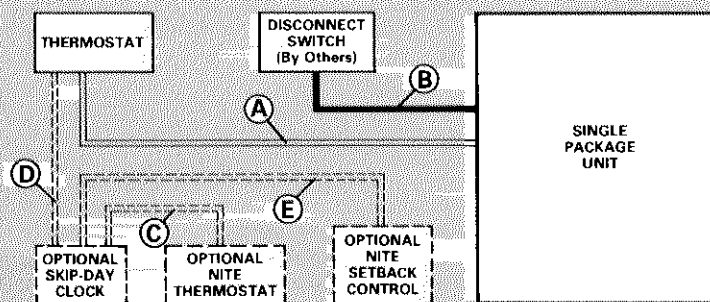 THERMOSTAT
DISCONNECT
SWITCH
(By Others)
B
A
SINGLE
PACKAGE
UNIT
D
E
C
OPTIONAL
SKIP-DAY
CLOCK
OPTIONAL
NITE
THERMOSTAT
OPTIONAL
NITE
SETBACK
CONTROL